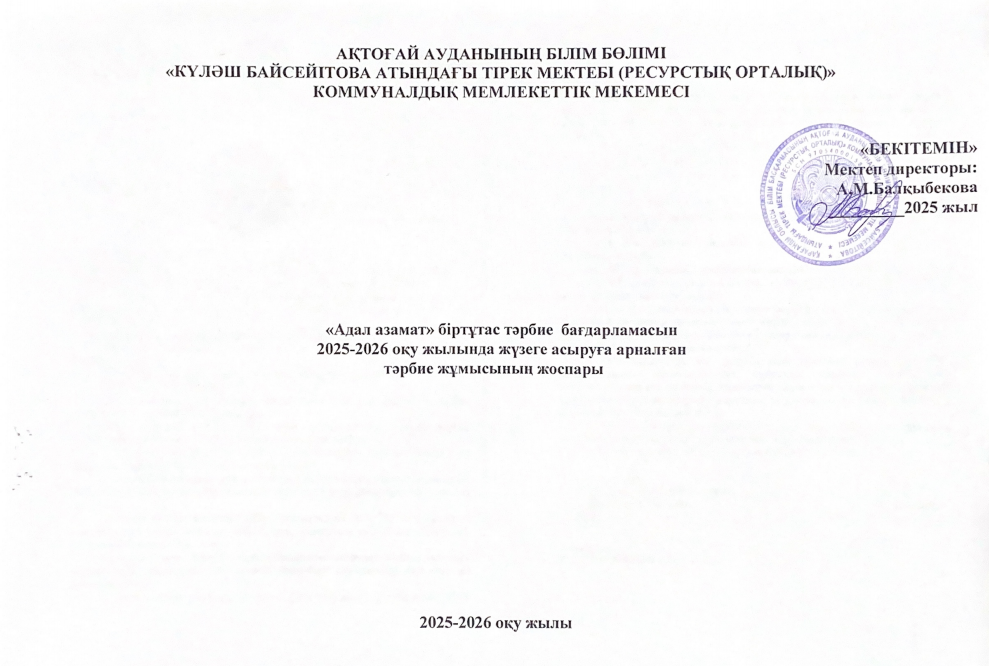 АҚТОҒАЙ АУДАНЫНЫҢ БІЛІМ БӨЛІМІ
«КҮЛӘШ БАЙСЕЙІТОВА АТЫНДАҒЫ ТІРЕК МЕКТЕБІ (РЕСУРСТЫҚ ОРТАЛЫҚ)»
КОММУНАЛДЫҚ МЕМЛЕКЕТТІК МЕКЕМЕСІ
«БЕКІТЕМІН»
Мектеп директоры:
А.М.Балқыбекова
2025 жыл
«Адал азамат» біртұтас тәрбие бағдарламасын
2025-2026 оқу жылында жүзеге асыруға арналған
тәрбие жұмысының жоспары
2025-2026 оқу жылы